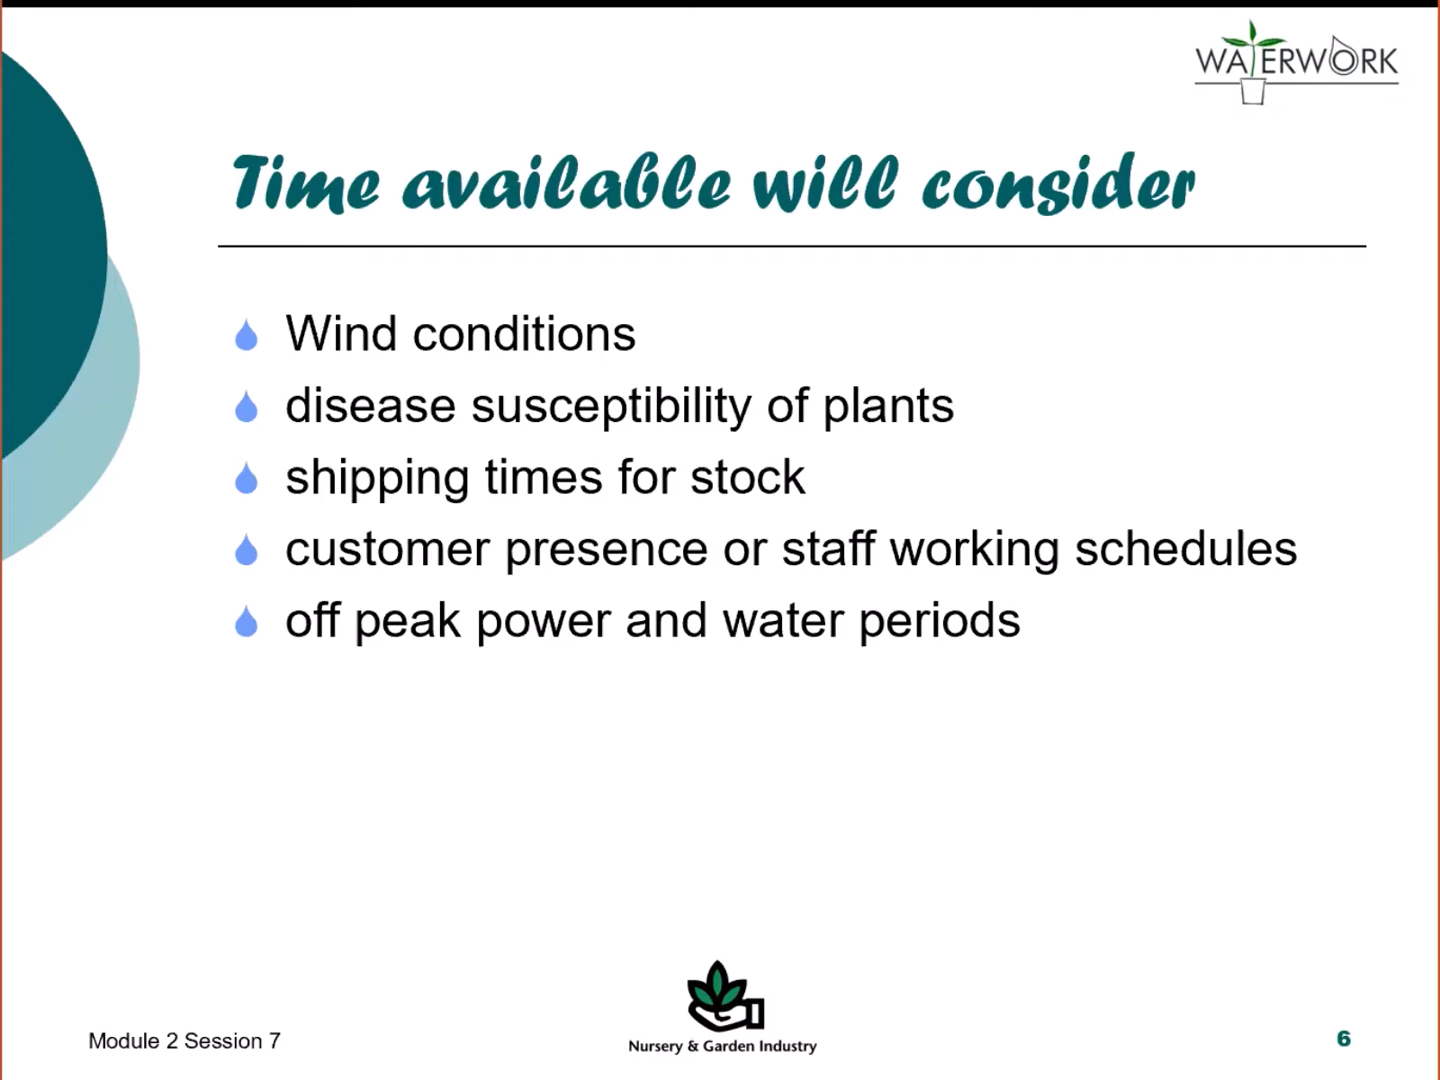 WATERWORK
Time available will consider
Wind conditions
disease susceptibility of plants
shipping times for stock
customer presence or staff working schedules
off peak power and water periods
Module 2 Session 7
Nursery & Garden Industry
6